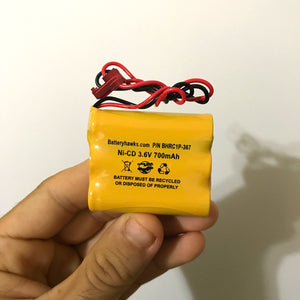 Batteryhawks.com P/N BHRC1P-367
Ni-CD 3.6V 700mAh
BATTERY MUST BE RECYCLED
OR DISPOSED OF PROPERLY